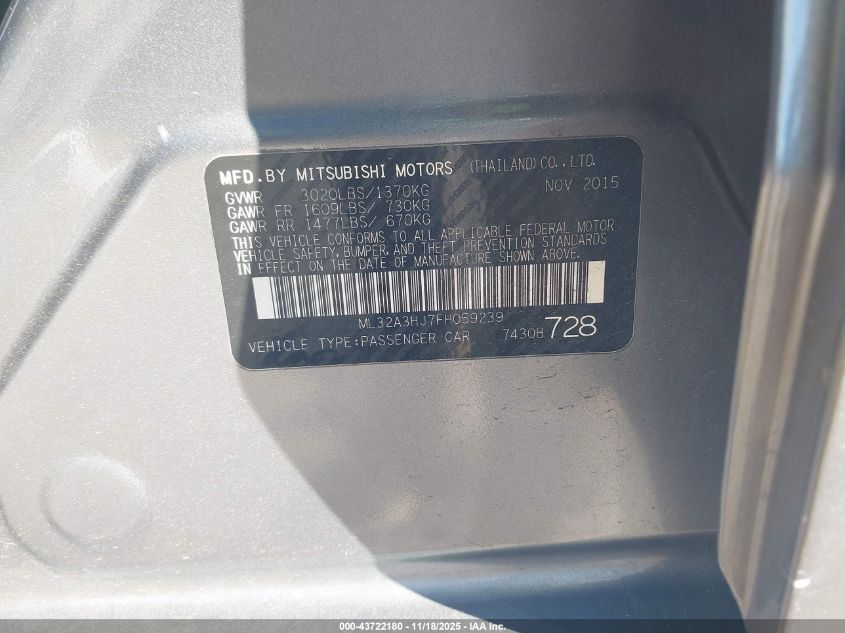 MFD.BY MITSUBISHI MOTORS (THAILAND) CO.,LTD.
GVWR 3020LBS/1370KG NOV 2015
GAWR FR 1609LBS/ 730KG
GAWR RR 1477LBS/ 670KG
THIS VEHICLE CONFORMS TO ALL APPLICABLE FEDERAL MOTOR
VEHICLE SAFETY, BUMPER, AND THEFT PREVENTION STANDARDS
IN EFFECT ON THE DATE OF MANUFACTURE SHOWN ABOVE.
ML32A3HJ7FH059239
VEHICLE TYPE:PASSENGER CAR 7430B 728
000-43722180 - 11/18/2025 - IAA Inc.